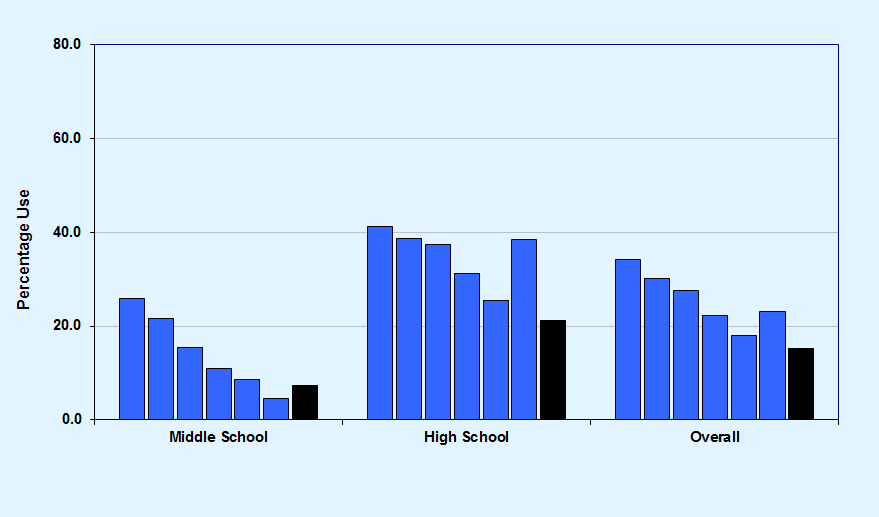 80.0
60.0
40.0
20.0
0.0
Percentage Use
Middle School
High School
Overall